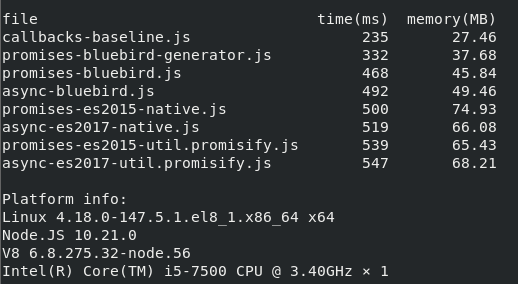 file time(ms) memory(MB)
callbacks-baseline.js 235 27.46
promises-bluebird-generator.js 332 37.68
promises-bluebird.js 468 45.84
async-bluebird.js 492 49.46
promises-es2015-native.js 500 74.93
async-es2017-native.js 519 66.08
promises-es2015-util.promisify.js 539 65.43
async-es2017-util.promisify.js 547 68.21
Platform info:
Linux 4.18.0-147.5.1.el8_1.x86_64 x64
Node.JS 10.21.0
V8 6.8.275.32-node.56
Intel(R) Core(TM) i5-7500 CPU @ 3.40GHz × 1